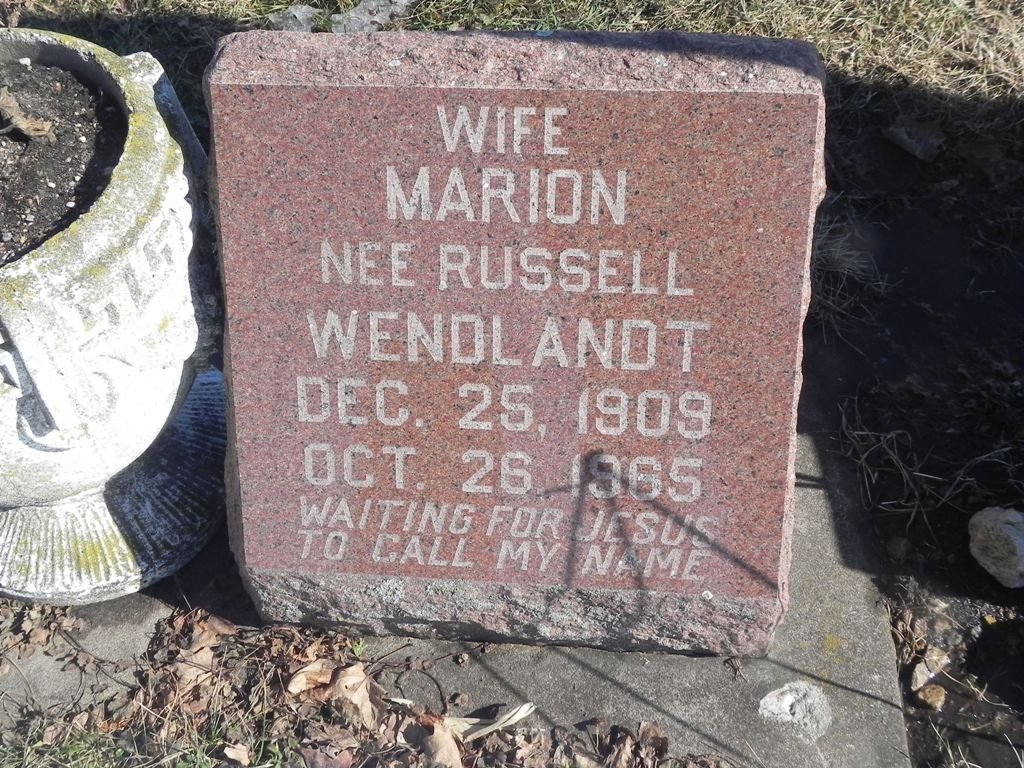 WIFE
MARION
NEE RUSSELL
WENDLANDT
DEC. 25, 1909
OCT. 26, 1965
WAITING FOR JESUS
TO CALL MY NAME